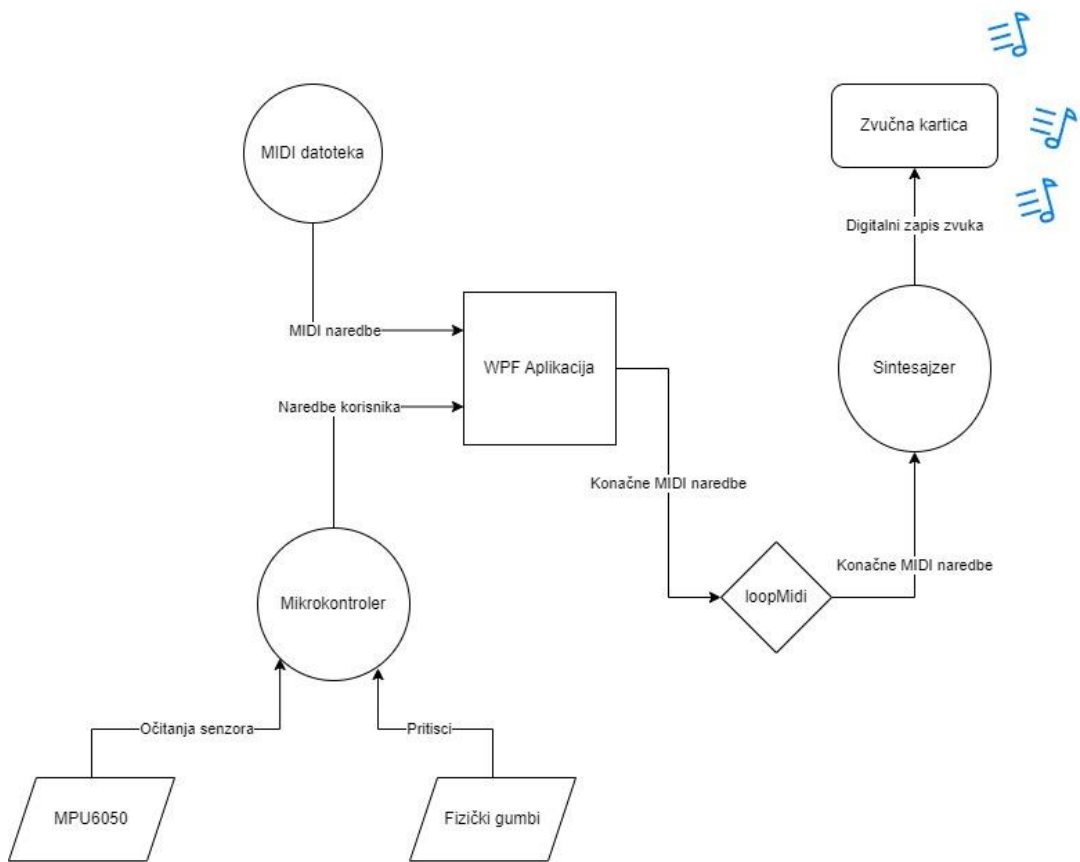 Zvučna kartica
MIDI datoteka
Digitalni zapis zvuka
MIDI naredbe
WPF Aplikacija
Sintesajzer
Naredbe korisnika
Konačne MIDI naredbe
Konačne MIDI naredbe
loopMidi
Mikrokontroler
Očitanja senzora
Pritisci
MPU6050
Fizički gumbi